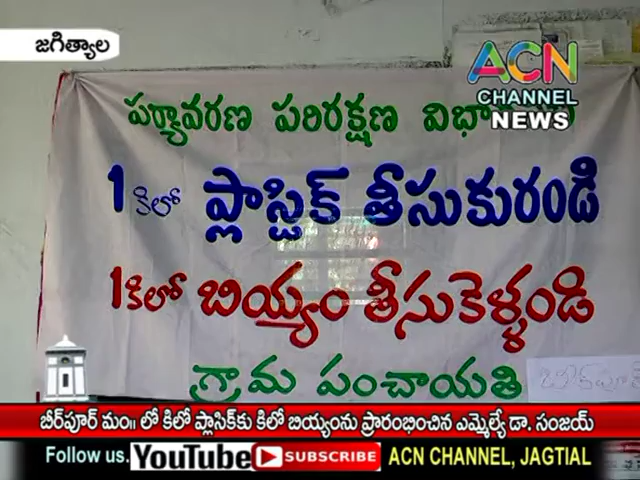 జగిత్యాల
ACN
CHANNEL
NEWS
పర్యావరణ పరిరక్షణ
1 కిలో ప్లాస్టిక్ తీసుకురండి
1 కిలో బియ్యం తీసుకెళ్ళండి
గ్రామ పంచాయతి
బీర్‌పూర్ మం౹౹ లో కిలో ప్లాసిక్‌కు కిలో బియ్యంను ప్రారంభించిన ఎమ్మెల్యే డా. సంజయ్
Follow us. YouTube SUBSCRIBE ACN CHANNEL, JAGTIAL